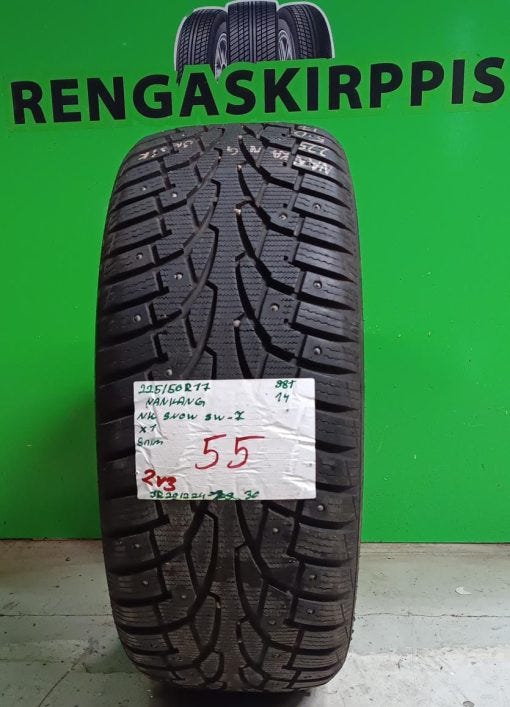 RENGASKIRPPIS
225/50R17 98T
NANKANG 14
NK SNOW SW-7
X1
8mm 55
2v3